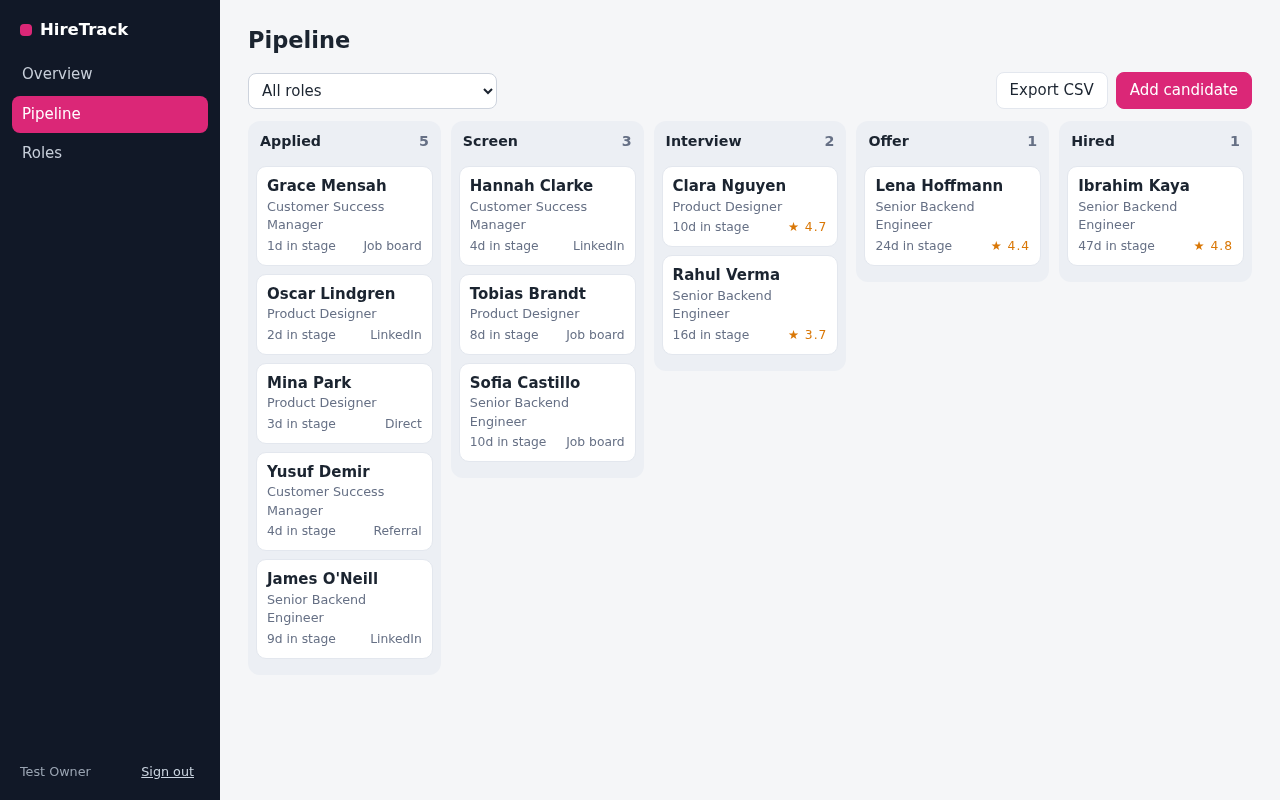 HireTrack
Overview
Pipeline
Roles
Test Owner
Sign out
Pipeline
All roles
Export CSV
Add candidate
Applied 5
Grace Mensah
Customer Success
Manager
1d in stage Job board
Oscar Lindgren
Product Designer
2d in stage LinkedIn
Mina Park
Product Designer
3d in stage Direct
Yusuf Demir
Customer Success
Manager
4d in stage Referral
James O'Neill
Senior Backend
Engineer
9d in stage LinkedIn
Screen 3
Hannah Clarke
Customer Success
Manager
4d in stage LinkedIn
Tobias Brandt
Product Designer
8d in stage Job board
Sofia Castillo
Senior Backend
Engineer
10d in stage Job board
Interview 2
Clara Nguyen
Product Designer
10d in stage ★ 4.7
Rahul Verma
Senior Backend
Engineer
16d in stage ★ 3.7
Offer 1
Lena Hoffmann
Senior Backend
Engineer
24d in stage ★ 4.4
Hired 1
Ibrahim Kaya
Senior Backend
Engineer
47d in stage ★ 4.8